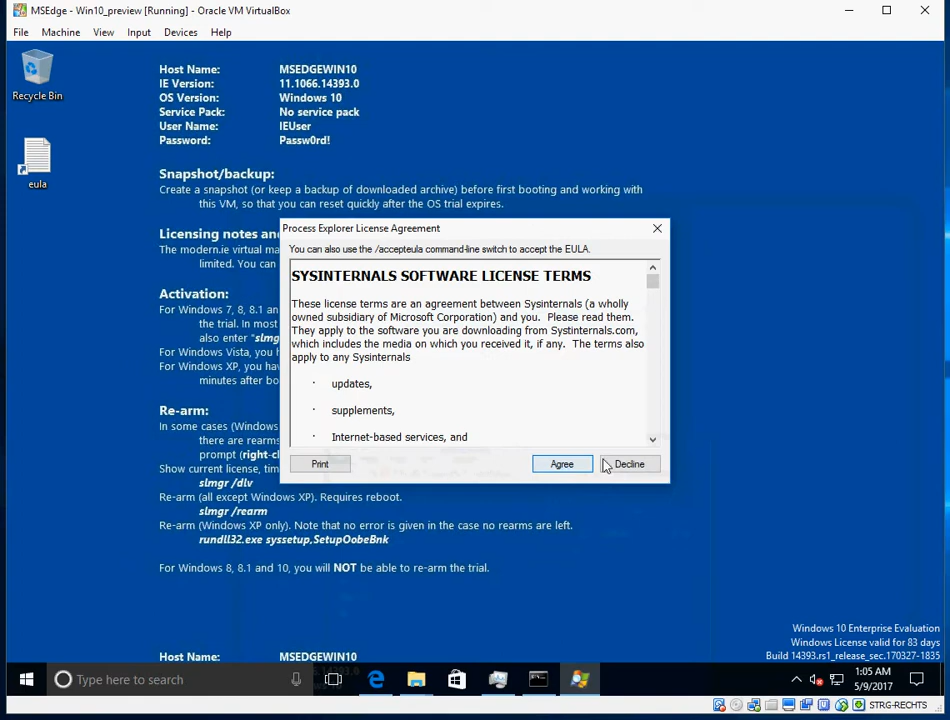 MSEdge - Win10_preview [Running] - Oracle VM VirtualBox
File Machine View Input Devices Help
Recycle Bin
eula
Host Name: MSEDGEWIN10
IE Version: 11.1066.14393.0
OS Version: Windows 10
Service Pack: No service pack
User Name: IEUser
Password: Passw0rd!
Snapshot/backup:
Create a snapshot (or keep a backup of downloaded archive) before first booting and working with
this VM, so that you can reset quickly after the OS trial expires.
Licensing notes an
The modern.ie virtual ma
limited. You can
Activation:
For Windows 7, 8, 8.1 an
the trial. In most
also enter "slmg
For Windows Vista, you h
For Windows XP, you hav
minutes after bo
Re-arm:
In some cases (Windows
there are rearms
prompt (right-cl
Show current license, tim
slmgr /dlv
Re-arm (all except Windows XP). Requires reboot.
slmgr /rearm
Re-arm (Windows XP only). Note that no error is given in the case no rearms are left.
rundll32.exe syssetup,SetupOobeBnk
For Windows 8, 8.1 and 10, you will NOT be able to re-arm the trial.
Host Name: MSEDGEWIN10
Process Explorer License Agreement
You can also use the /accepteula command-line switch to accept the EULA.
SYSINTERNALS SOFTWARE LICENSE TERMS
These license terms are an agreement between Sysinternals (a wholly
owned subsidiary of Microsoft Corporation) and you. Please read them.
They apply to the software you are downloading from Systinternals.com,
which includes the media on which you received it, if any. The terms also
apply to any Sysinternals
· updates,
· supplements,
· Internet-based services, and
Print Agree Decline
Windows 10 Enterprise Evaluation
Windows License valid for 83 days
Build 14393.rs1_release_sec.170327-1835
Type here to search
1:05 AM
5/9/2017
STRG-RECHTS